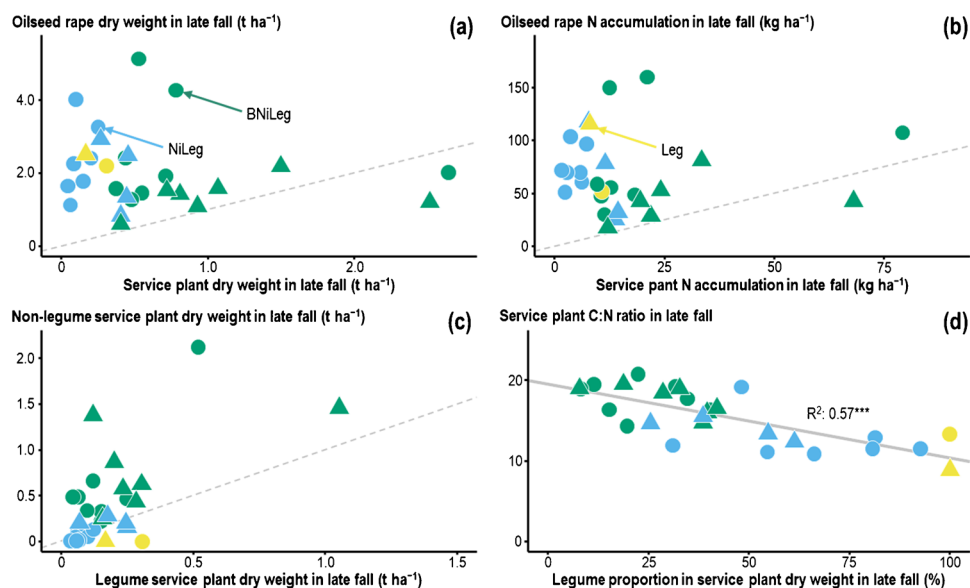 Oilseed rape dry weight in late fall (t ha⁻¹)
(a)
4.0
2.0
0
BNiLeg
NiLeg
0
1.0
2.0
Service plant dry weight in late fall (t ha⁻¹)
Oilseed rape N accumulation in late fall (kg ha⁻¹)
(b)
150
100
50
0
Leg
0
25
50
75
Service pant N accumulation in late fall (kg ha⁻¹)
Non-legume service plant dry weight in late fall (t ha⁻¹)
(c)
2.0
1.5
1.0
0.5
0
0
0.5
1.0
1.5
Legume service plant dry weight in late fall (t ha⁻¹)
Service plant C:N ratio in late fall
(d)
20
10
0
R²: 0.57***
0
25
50
75
100
Legume proportion in service plant dry weight in late fall (%)